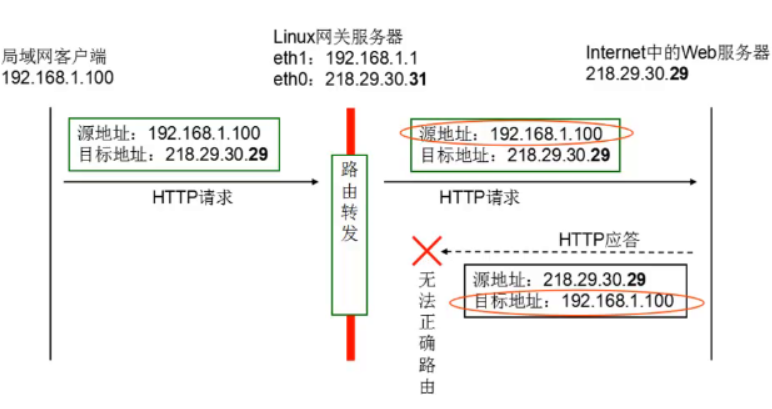 局域网客户端
192.168.1.100
Linux网关服务器
eth1：192.168.1.1
eth0：218.29.30.31
Internet中的Web服务器
218.29.30.29
源地址：192.168.1.100
目标地址：218.29.30.29
HTTP请求
路由转发
源地址：192.168.1.100
目标地址：218.29.30.29
HTTP请求
HTTP应答
源地址：218.29.30.29
目标地址：192.168.1.100
无法正确路由